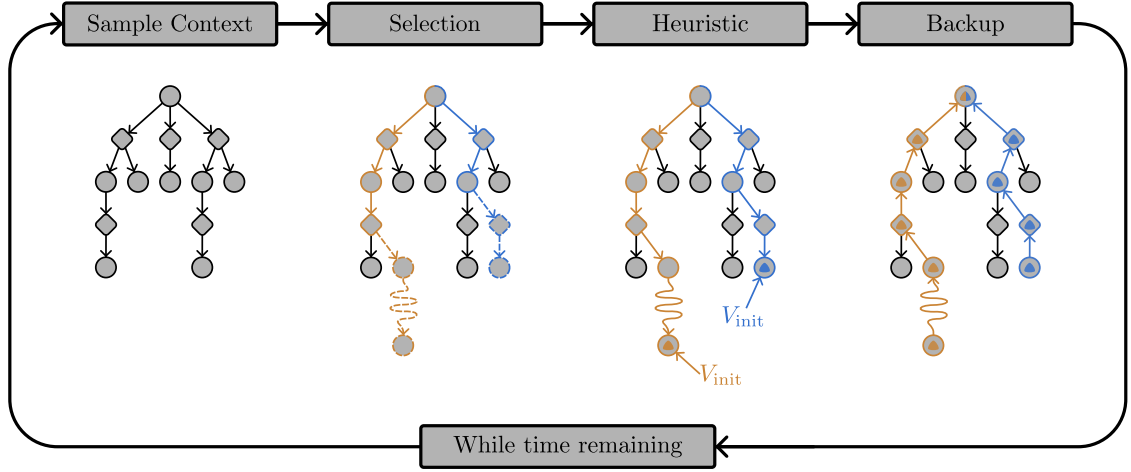 Sample Context
Selection
Heuristic
Backup
V_init
V_init
While time remaining